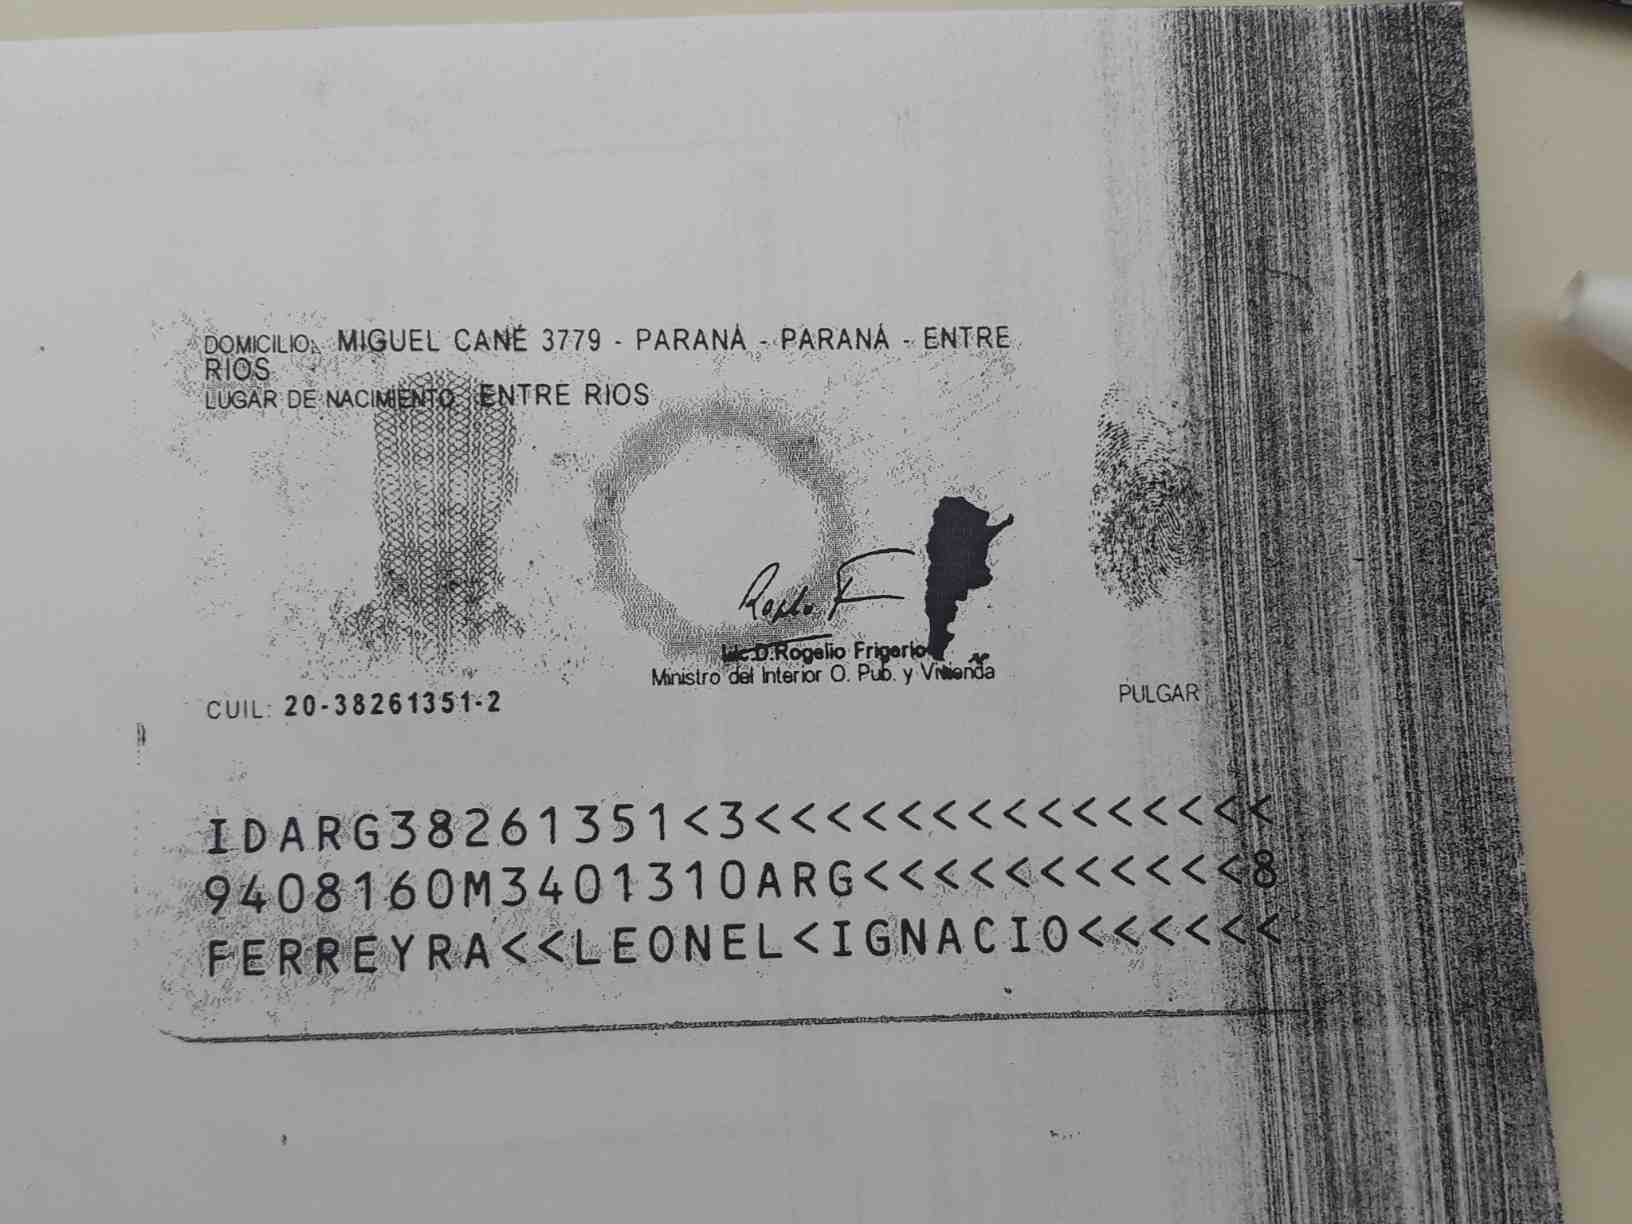 DOMICILIO: MIGUEL CANÉ 3779 - PARANÁ - PARANÁ - ENTRE
RIOS
LUGAR DE NACIMIENTO: ENTRE RIOS
Lic.D.Rogelio Frigerio
Ministro del Interior O. Pub. y Vivienda
CUIL: 20-38261351-2
PULGAR
IDARG38261351<3<<<<<<<<<<<<<<<
9408160M3401310ARG<<<<<<<<<<<8
FERREYRA<<LEONEL<IGNACIO<<<<<<